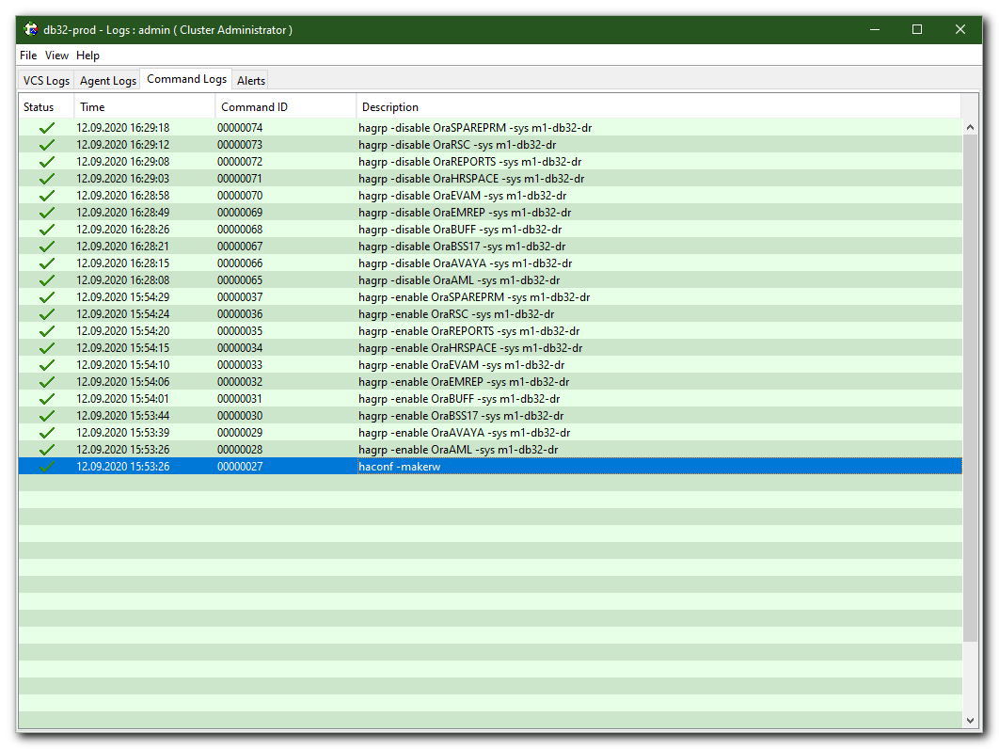 db32-prod - Logs : admin ( Cluster Administrator )
File View Help
VCS Logs Agent Logs Command Logs Alerts
Status Time Command ID Description
12.09.2020 16:29:18 00000074 hagrp -disable OraSPAREPRM -sys m1-db32-dr
12.09.2020 16:29:12 00000073 hagrp -disable OraRSC -sys m1-db32-dr
12.09.2020 16:29:08 00000072 hagrp -disable OraREPORTS -sys m1-db32-dr
12.09.2020 16:29:03 00000071 hagrp -disable OraHRSPACE -sys m1-db32-dr
12.09.2020 16:28:58 00000070 hagrp -disable OraEVAM -sys m1-db32-dr
12.09.2020 16:28:49 00000069 hagrp -disable OraEMREP -sys m1-db32-dr
12.09.2020 16:28:26 00000068 hagrp -disable OraBUFF -sys m1-db32-dr
12.09.2020 16:28:21 00000067 hagrp -disable OraBSS17 -sys m1-db32-dr
12.09.2020 16:28:15 00000066 hagrp -disable OraAVAYA -sys m1-db32-dr
12.09.2020 16:28:08 00000065 hagrp -disable OraAML -sys m1-db32-dr
12.09.2020 15:54:29 00000037 hagrp -enable OraSPAREPRM -sys m1-db32-dr
12.09.2020 15:54:24 00000036 hagrp -enable OraRSC -sys m1-db32-dr
12.09.2020 15:54:20 00000035 hagrp -enable OraREPORTS -sys m1-db32-dr
12.09.2020 15:54:15 00000034 hagrp -enable OraHRSPACE -sys m1-db32-dr
12.09.2020 15:54:10 00000033 hagrp -enable OraEVAM -sys m1-db32-dr
12.09.2020 15:54:06 00000032 hagrp -enable OraEMREP -sys m1-db32-dr
12.09.2020 15:54:01 00000031 hagrp -enable OraBUFF -sys m1-db32-dr
12.09.2020 15:53:44 00000030 hagrp -enable OraBSS17 -sys m1-db32-dr
12.09.2020 15:53:39 00000029 hagrp -enable OraAVAYA -sys m1-db32-dr
12.09.2020 15:53:26 00000028 hagrp -enable OraAML -sys m1-db32-dr
12.09.2020 15:53:26 00000027 haconf -makerw